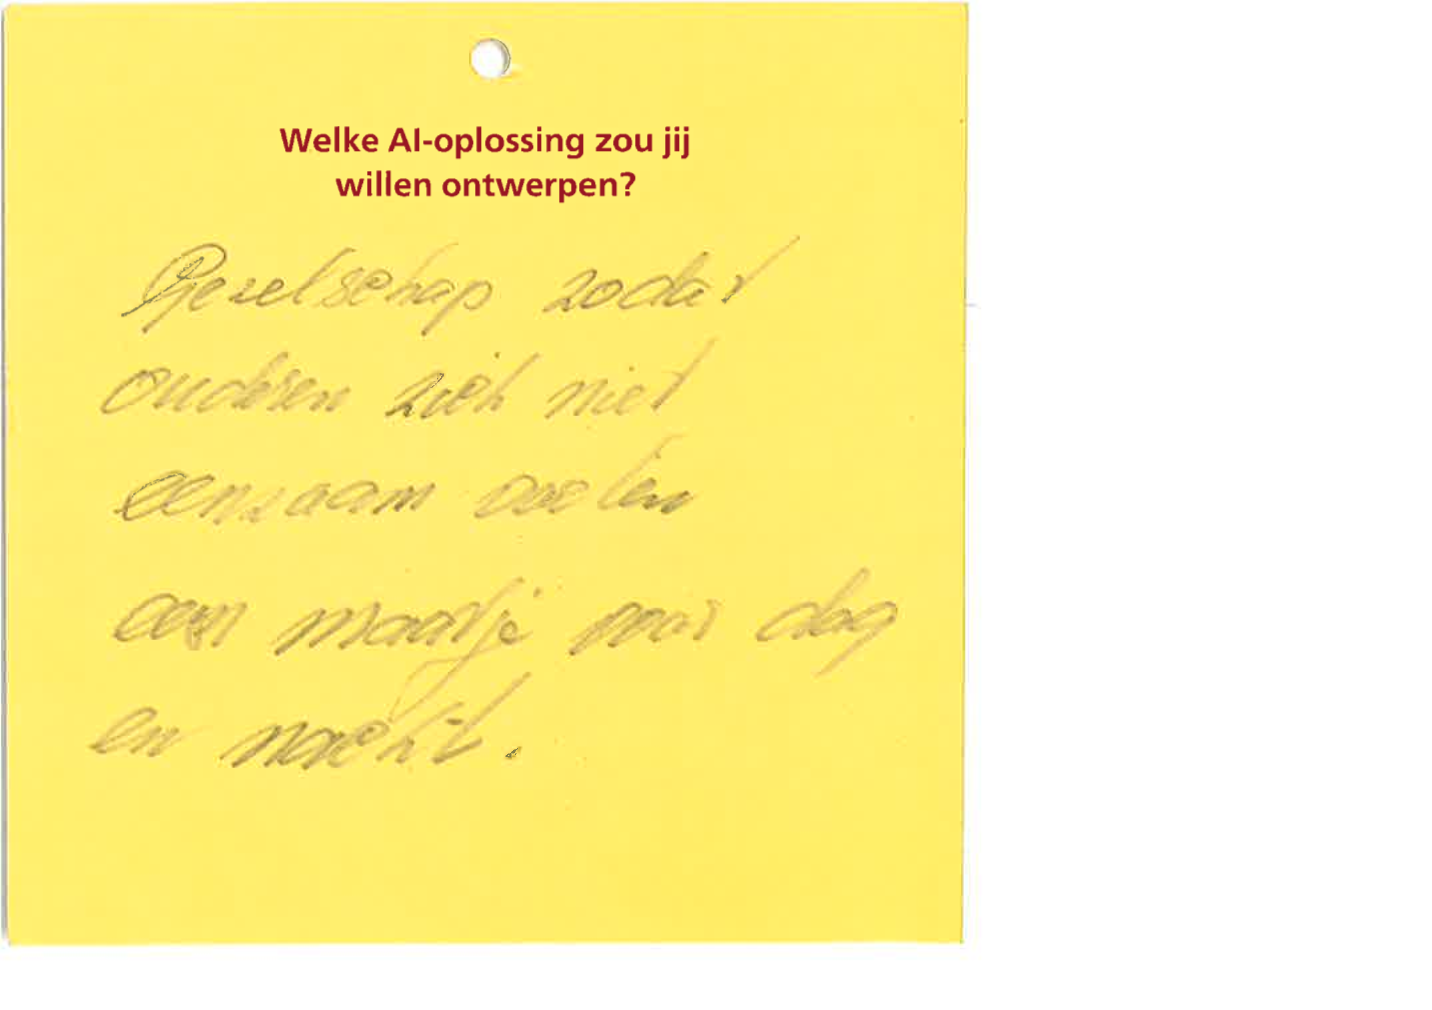 Welke AI-oplossing zou jij
willen ontwerpen?
Gezelschap zodat
ouderen zich niet
eenzaam voelen
een maatje voor dag
en nacht.